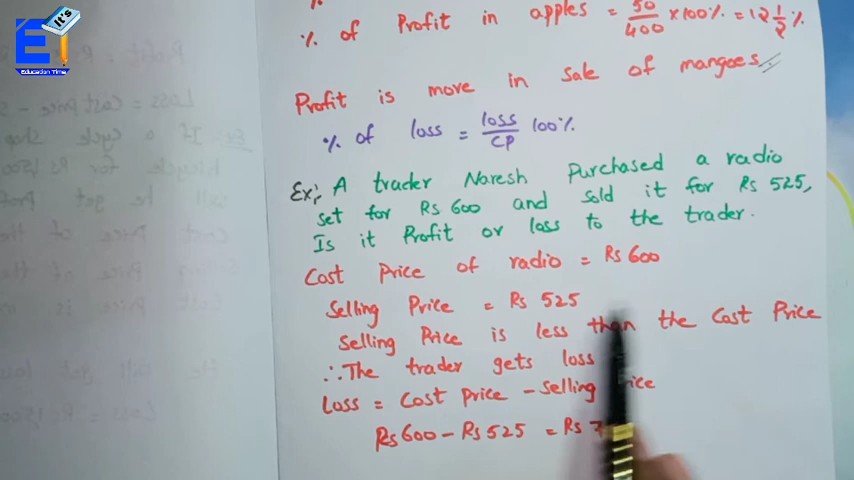 It's
Education Time
% of Profit in apples = 50/400 ×100% = 12 1/2 %
Profit is move in sale of mangoes
% of loss = loss/CP 100%
Ex:- A trader Naresh Purchased a radio
set for Rs 600 and sold it for Rs 525,
Is it Profit or loss to the trader.
Cost Price of radio = Rs 600
Selling Price = Rs 525
Selling Price is less than the Cost Price
∴ The trader gets loss
Loss = Cost Price - Selling
Rs 600 - Rs 525 = Rs